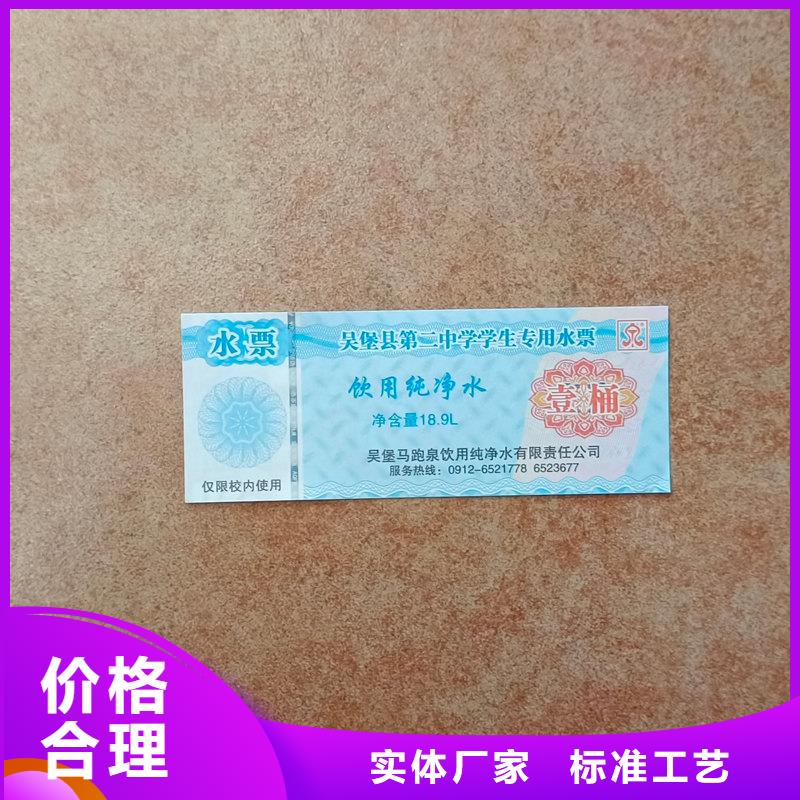 水票
吴堡县第二中学学生专用水票
饮用纯净水
壹桶
净含量18.9L
吴堡马跑泉饮用纯净水有限责任公司
仅限校内使用
服务热线：0912-6521778 6523677
价格
合理
实体厂家 标准工艺